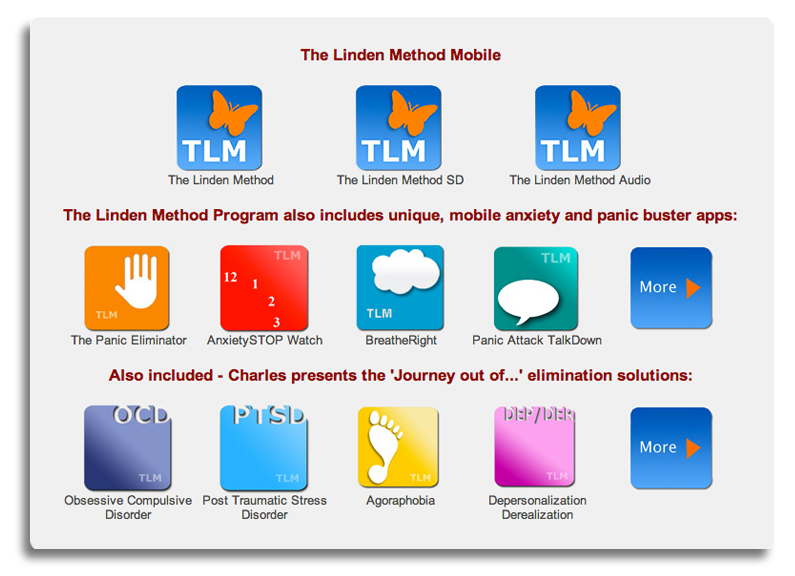 The Linden Method Mobile
TLM TLM TLM
The Linden Method The Linden Method SD The Linden Method Audio
The Linden Method Program also includes unique, mobile anxiety and panic buster apps:
TLM
12
1
2
3
TLM
TLM
TLM
More
The Panic Eliminator AnxietySTOP Watch BreatheRight Panic Attack TalkDown
Also included - Charles presents the 'Journey out of...' elimination solutions:
OCD PTSD DEP/DER
More
TLM TLM TLM TLM
Obsessive Compulsive Disorder
Post Traumatic Stress Disorder
Agoraphobia
Depersonalization Derealization